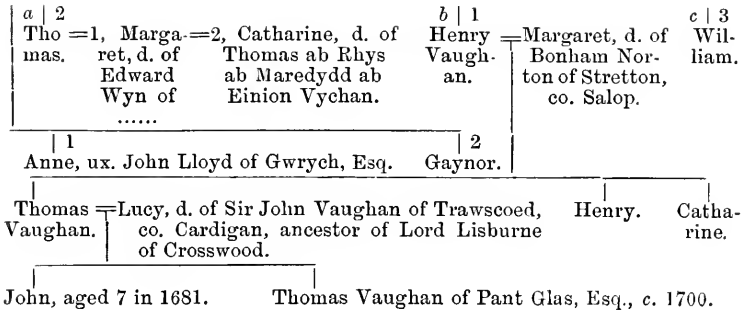 a | 2 b | 1 c | 3
Tho =1, Marga- =2, Catharine, d. of Henry =Margaret, d. of Wil-
mas. ret, d. of Thomas ab Rhys Vaugh- Bonham Nor- liam.
Edward ab Maredydd ab an. ton of Stretton,
Wyn of Einion Vychan. co. Salop.
......
| 1 | 2
Anne, ux. John Lloyd of Gwrych, Esq. Gaynor.
Thomas =Lucy, d. of Sir John Vaughan of Trawscoed, Henry. Catha-
Vaughan. co. Cardigan, ancestor of Lord Lisburne rine.
of Crosswood.
John, aged 7 in 1681. Thomas Vaughan of Pant Glas, Esq., c. 1700.